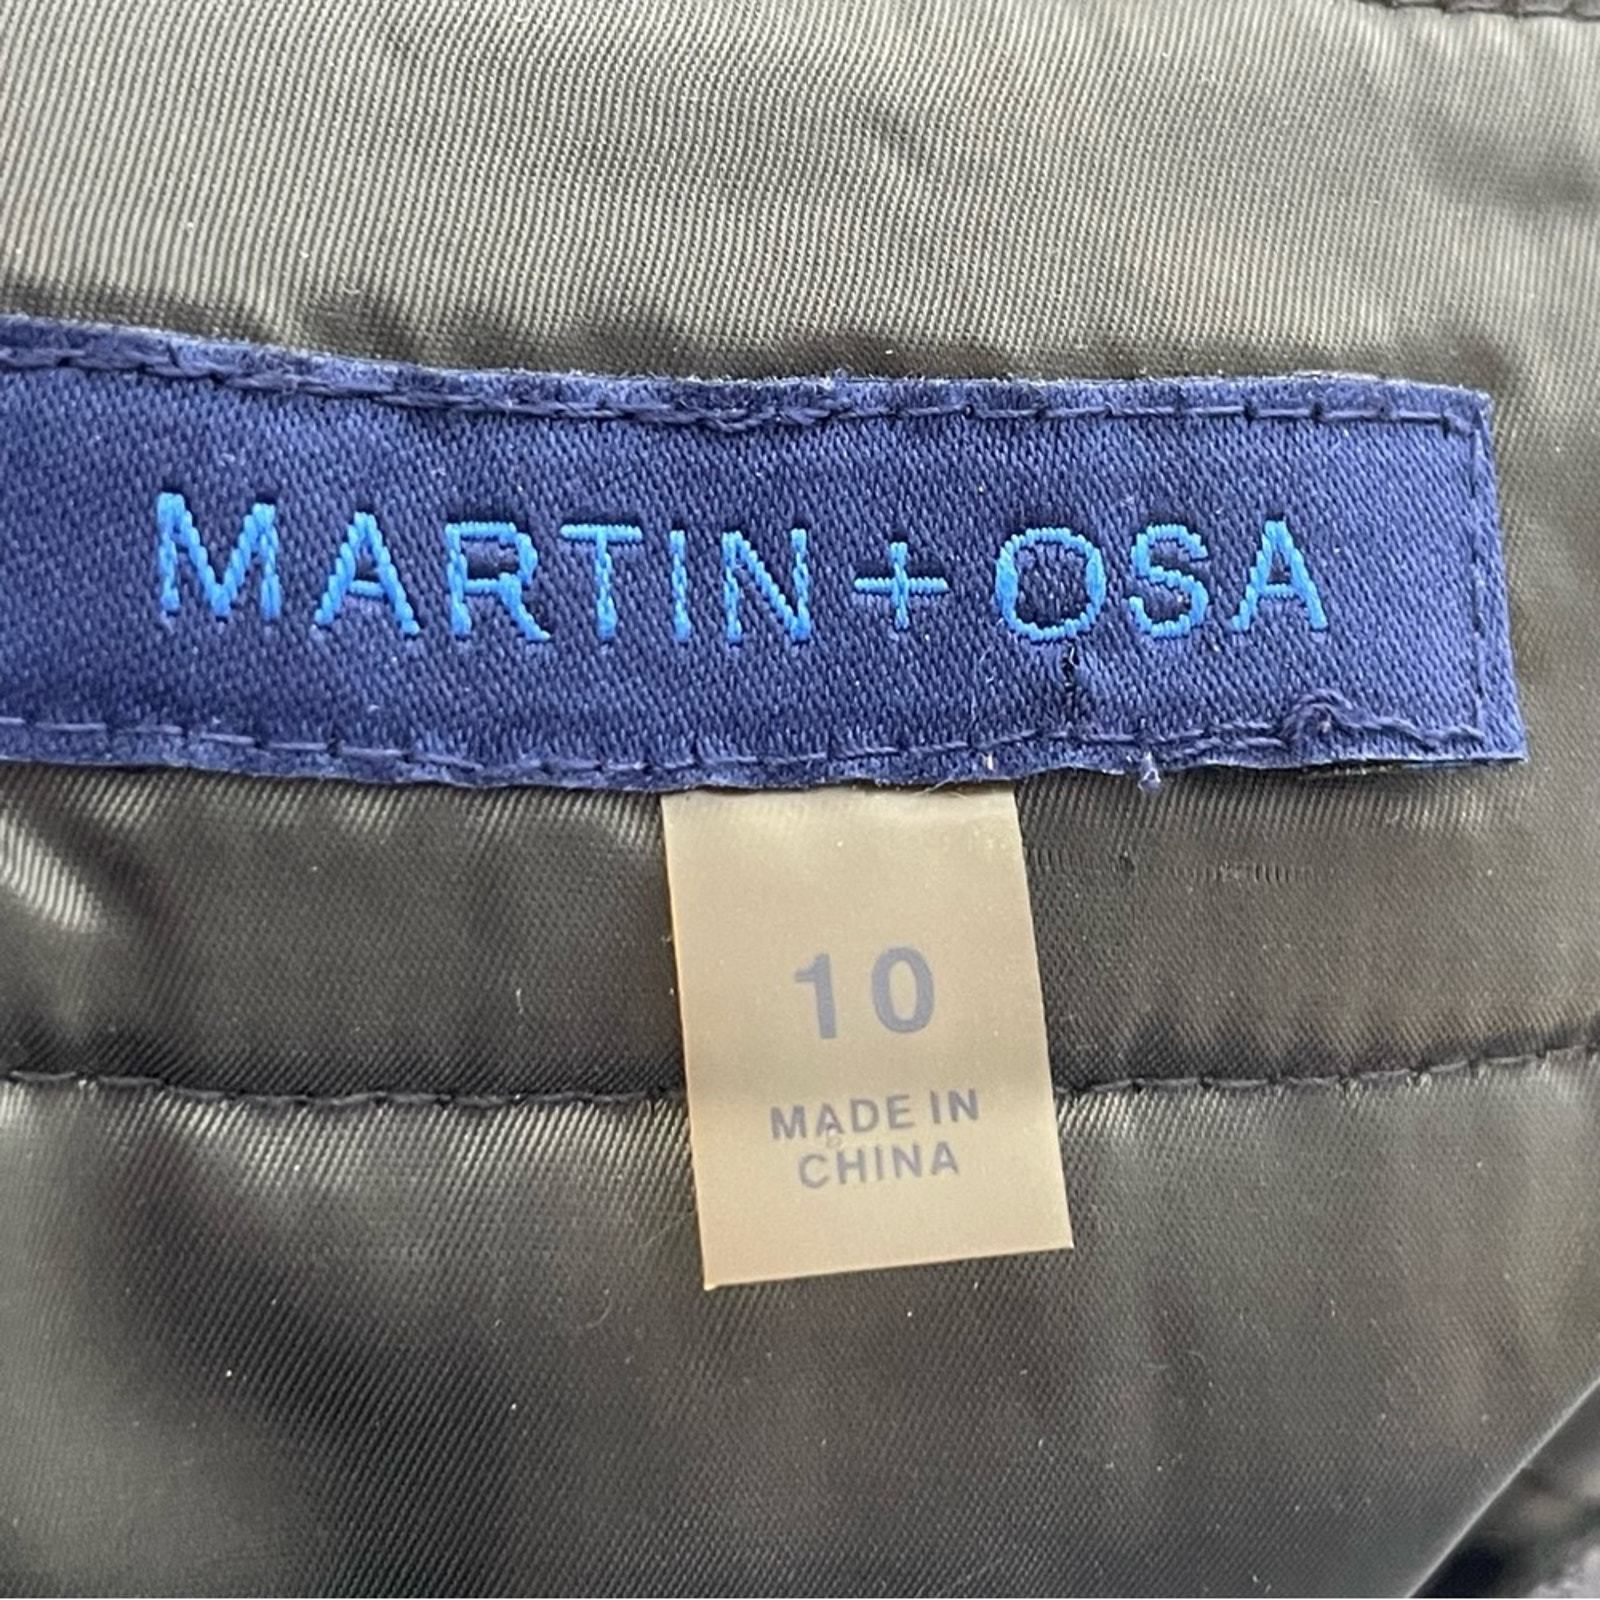 MARTIN + OSA
10
MADE IN
CHINA